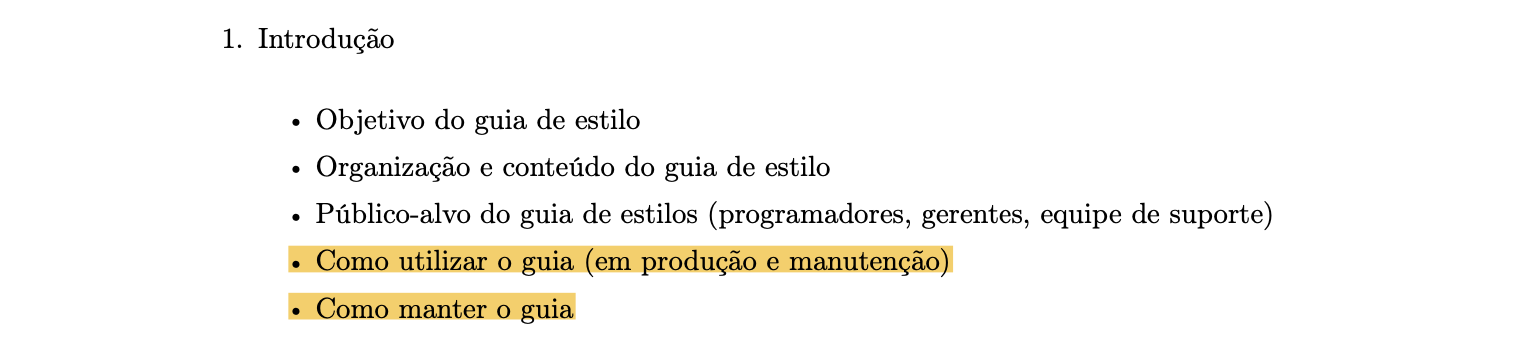 1. Introdução
• Objetivo do guia de estilo
• Organização e conteúdo do guia de estilo
• Público-alvo do guia de estilos (programadores, gerentes, equipe de suporte)
• Como utilizar o guia (em produção e manutenção)
• Como manter o guia